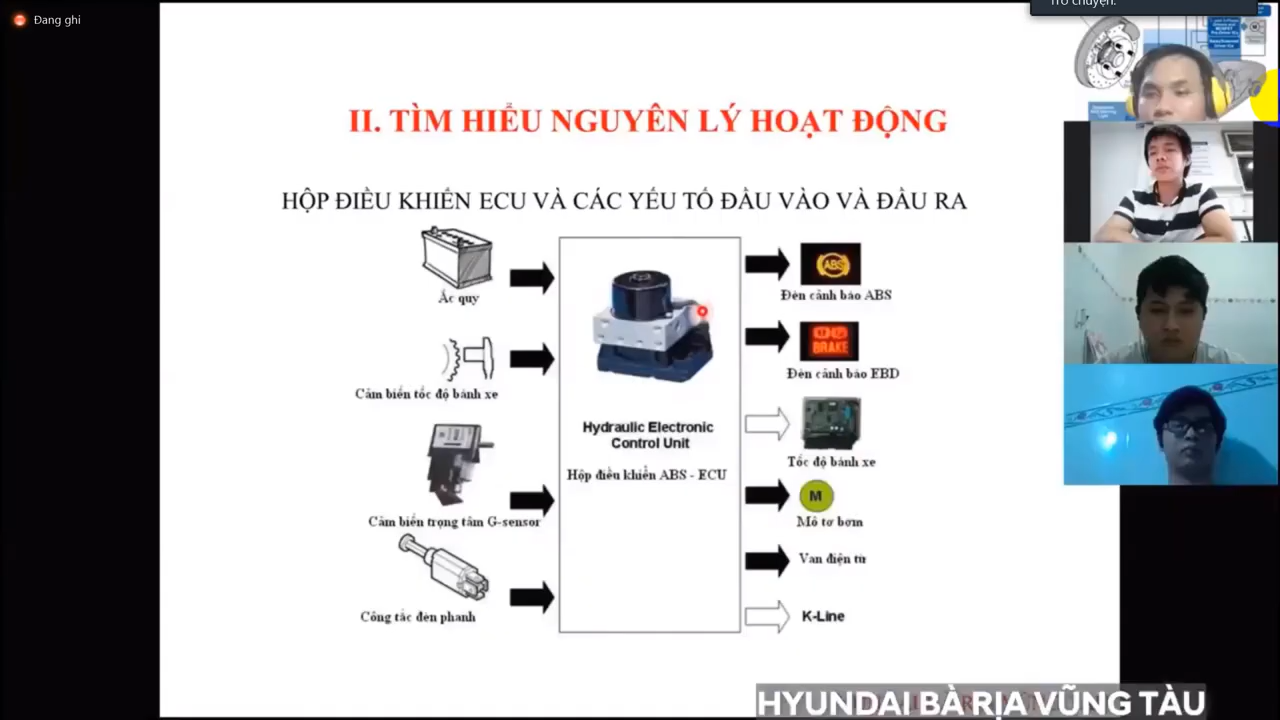 Đang ghi
Trò chuyện:
II. TÌM HIỂU NGUYÊN LÝ HOẠT ĐỘNG
HỘP ĐIỀU KHIỂN ECU VÀ CÁC YẾU TỐ ĐẦU VÀO VÀ ĐẦU RA
Ắc quy
Cảm biến tốc độ bánh xe
Cảm biến trọng tâm G-sensor
Công tắc đèn phanh
Hydraulic Electronic
Control Unit
Hộp điều khiển ABS - ECU
ABS
Đèn cảnh báo ABS
BRAKE
Đèn cảnh báo EBD
Tốc độ bánh xe
M
Mô tơ bơm
Van điện từ
K-Line
HYUNDAI BÀ RỊA VŨNG TÀU